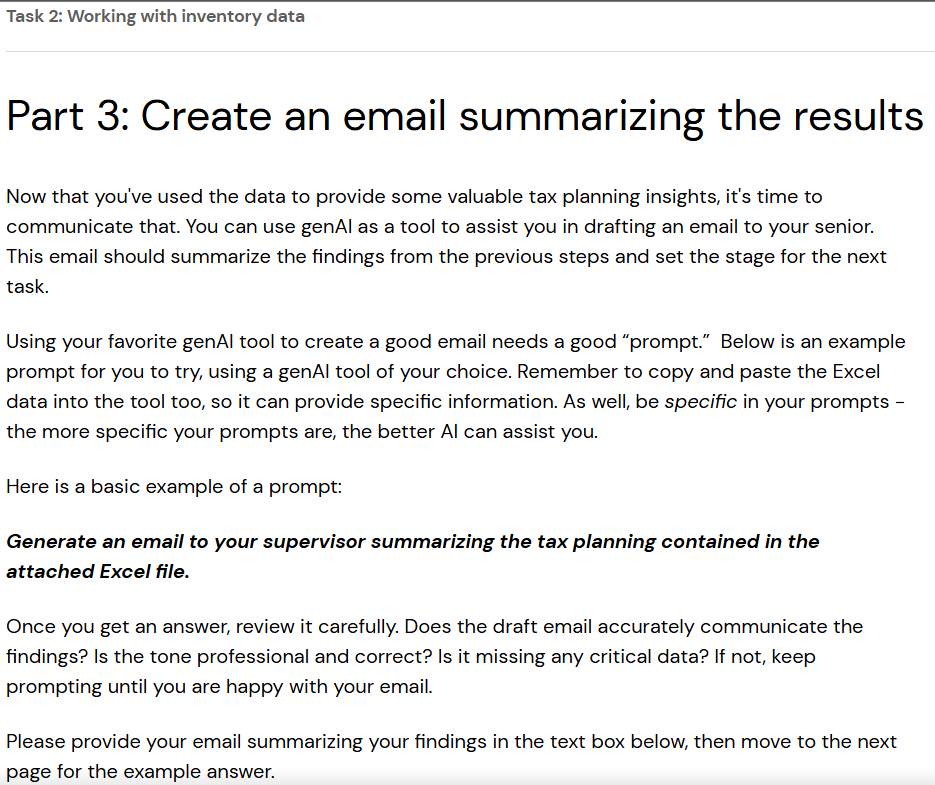 Task 2: Working with inventory data
Part 3: Create an email summarizing the results
Now that you've used the data to provide some valuable tax planning insights, it's time to
communicate that. You can use genAI as a tool to assist you in drafting an email to your senior.
This email should summarize the findings from the previous steps and set the stage for the next
task.
Using your favorite genAI tool to create a good email needs a good “prompt.”  Below is an example
prompt for you to try, using a genAI tool of your choice. Remember to copy and paste the Excel
data into the tool too, so it can provide specific information. As well, be specific in your prompts -
the more specific your prompts are, the better AI can assist you.
Here is a basic example of a prompt:
Generate an email to your supervisor summarizing the tax planning contained in the
attached Excel file.
Once you get an answer, review it carefully. Does the draft email accurately communicate the
findings? Is the tone professional and correct? Is it missing any critical data? If not, keep
prompting until you are happy with your email.
Please provide your email summarizing your findings in the text box below, then move to the next
page for the example answer.